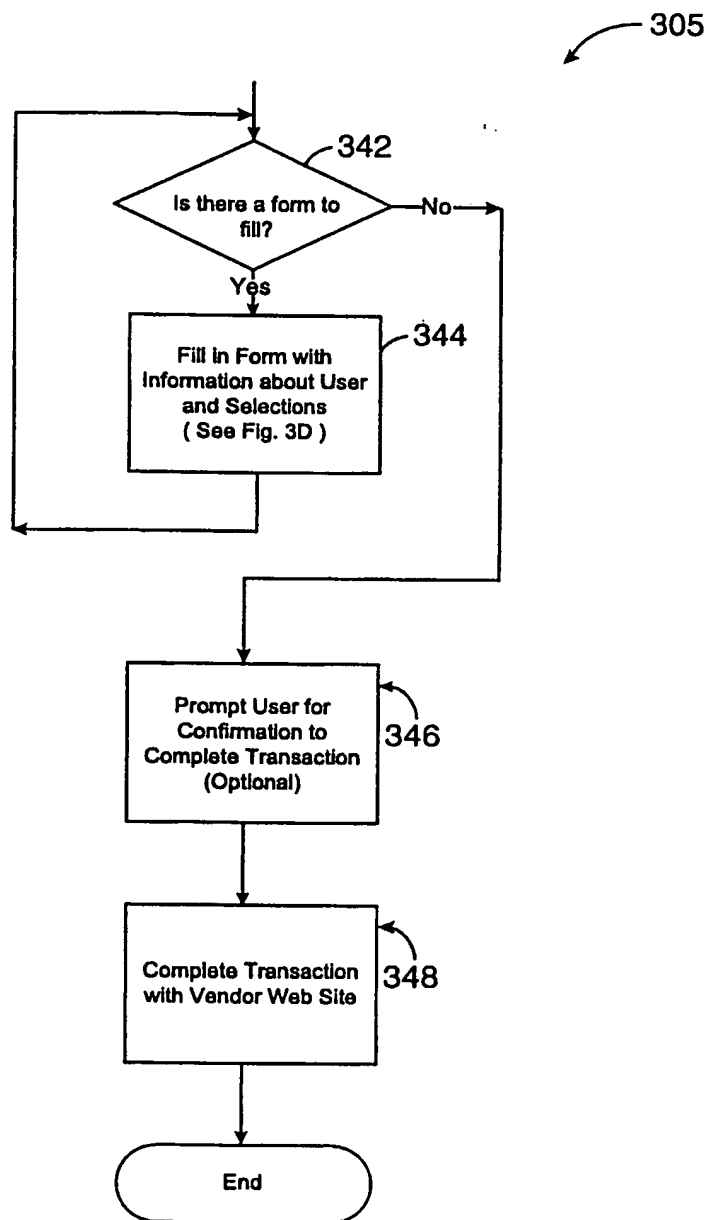 305
342
Is there a form to
fill?
No
Yes
344
Fill in Form with
Information about User
and Selections
( See Fig. 3D )
Prompt User for
Confirmation to
Complete Transaction
(Optional)
346
Complete Transaction
with Vendor Web Site
348
End